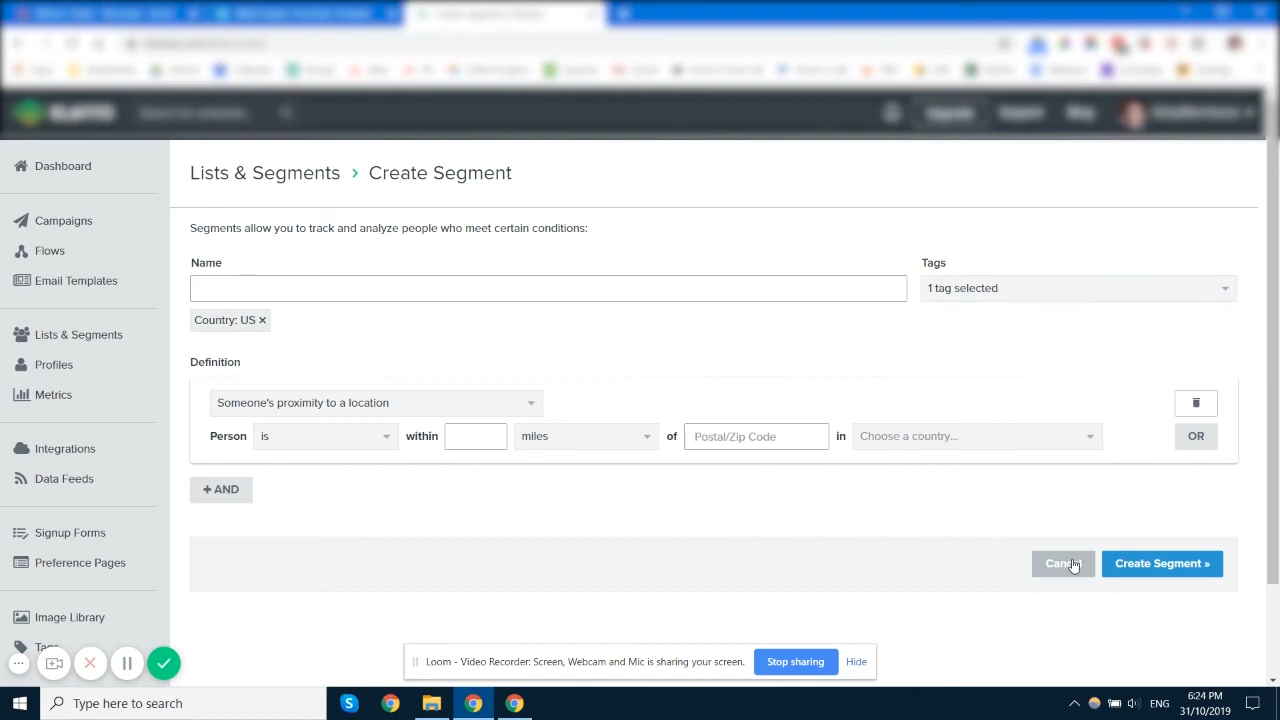 Dashboard
Lists & Segments > Create Segment
Segments allow you to track and analyze people who meet certain conditions:
Campaigns
Flows
Email Templates
Lists & Segments
Profiles
Metrics
Integrations
Data Feeds
Signup Forms
Preference Pages
Image Library
Tags
Name
Tags
1 tag selected
Country: US ×
Definition
Someone's proximity to a location
Person is within miles of Postal/Zip Code in Choose a country... OR
+ AND
Create Segment »
Loom - Video Recorder: Screen, Webcam and Mic is sharing your screen. Stop sharing Hide
Type here to search
ENG
6:24 PM
31/10/2019